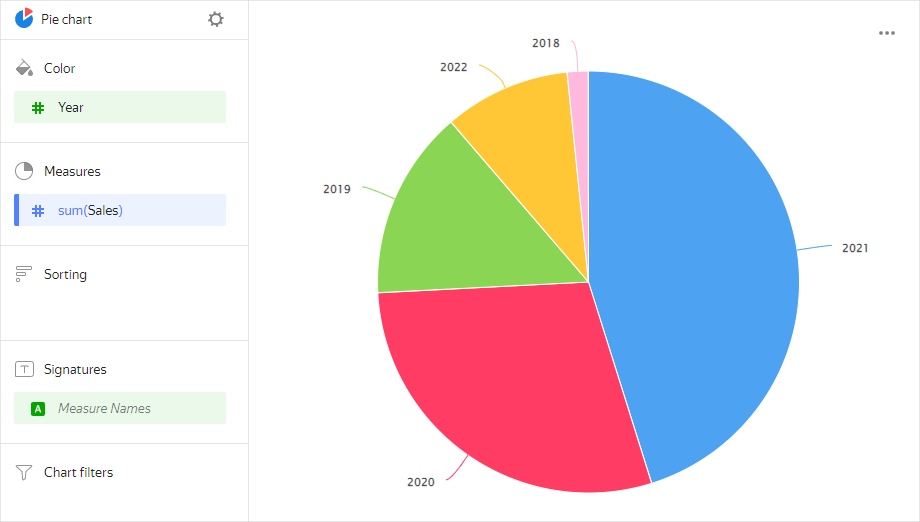 Pie chart
Color
# Year
Measures
# sum(Sales)
Sorting
T Signatures
A Measure Names
Chart filters
2018
2022
2019
2021
2020